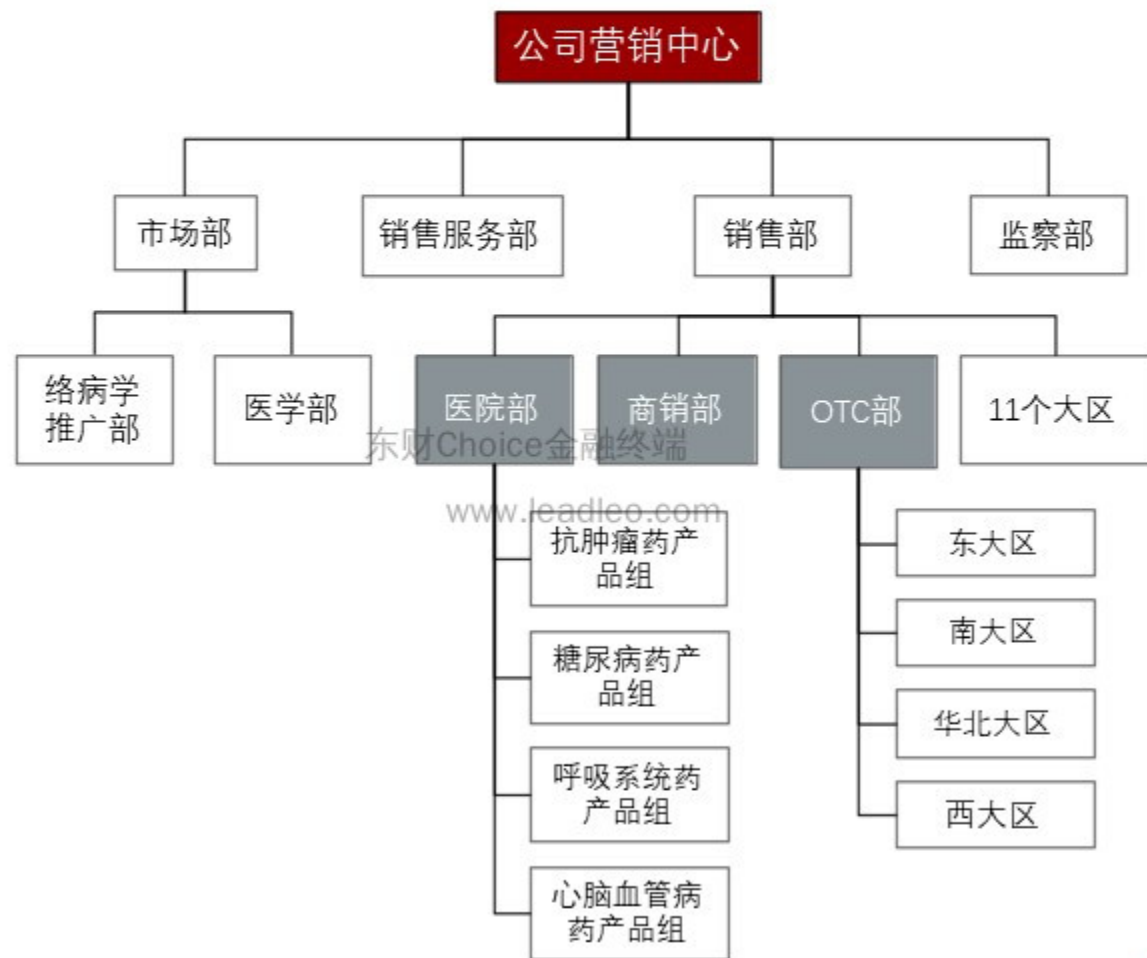 公司营销中心
市场部
销售服务部
销售部
监察部
络病学
推广部
医学部
医院部
商销部
OTC部
11个大区
东财Choice金融终端
www.leadleo.com
抗肿瘤药产
品组
糖尿病药产
品组
呼吸系统药
产品组
心脑血管病
药产品组
东大区
南大区
华北大区
西大区